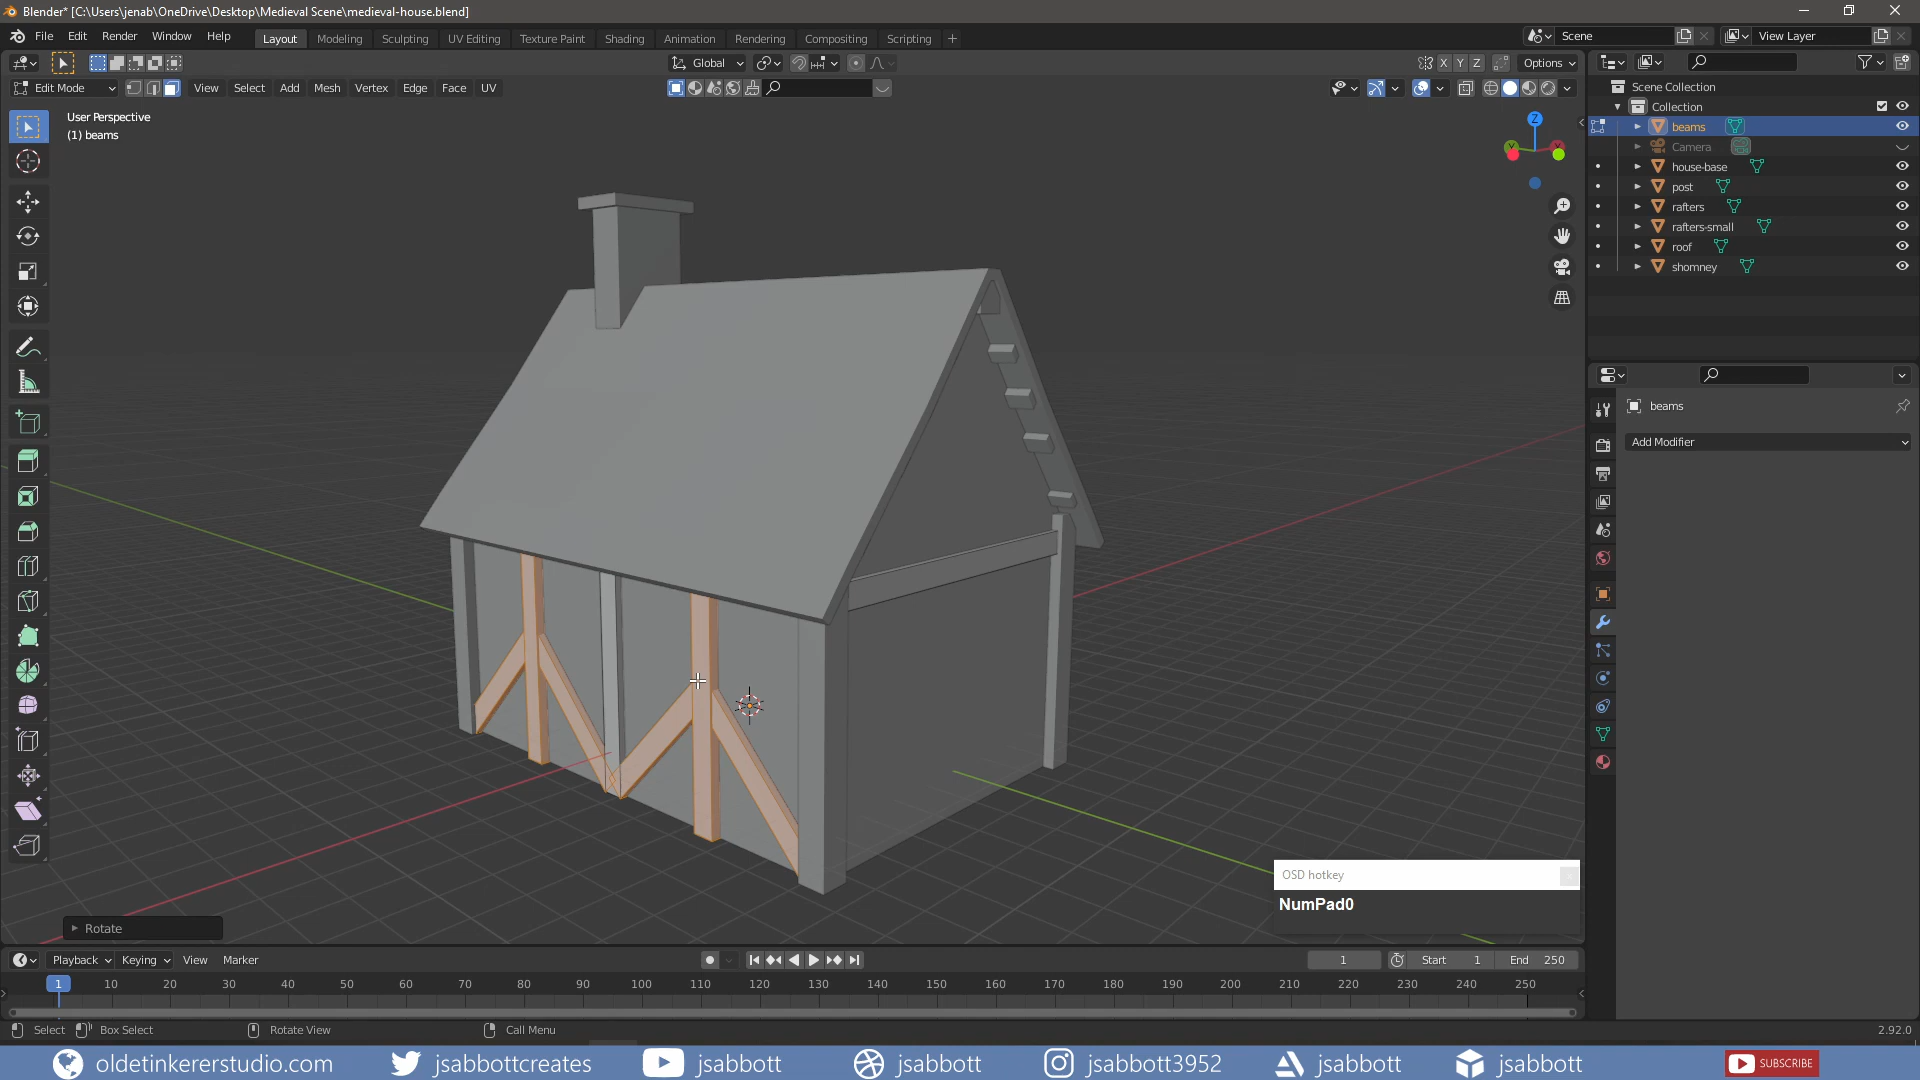 Blender* [C:\Users\jenab\OneDrive\Desktop\Medieval Scene\medieval-house.blend]
File Edit Render Window Help Layout Modeling Sculpting UV Editing Texture Paint Shading Animation Rendering Compositing Scripting + Scene View Layer
Global X Y Z Options
Edit Mode View Select Add Mesh Vertex Edge Face UV
User Perspective
(1) beams
Z
Y
Scene Collection
Collection
beams
Camera
house-base
post
rafters
rafters-small
roof
shomney
beams
Add Modifier
OSD hotkey
NumPad0
Rotate
Playback Keying View Marker 1 Start 1 End 250
1 10 20 30 40 50 60 70 80 90 100 110 120 130 140 150 160 170 180 190 200 210 220 230 240 250
Select Box Select Rotate View Call Menu 2.92.0
oldetinkererstudio.com jsabbottcreates jsabbott jsabbott jsabbott3952 jsabbott jsabbott SUBSCRIBE